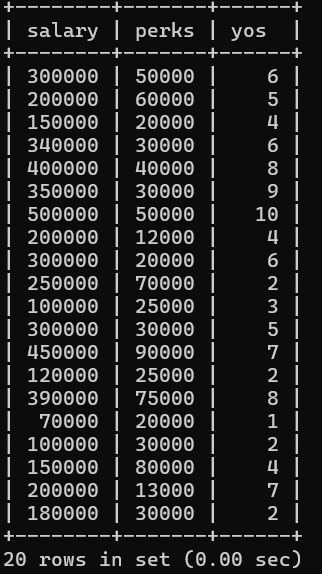 +--------+-------+------+
| salary | perks | yos  |
+--------+-------+------+
| 300000 | 50000 |    6 |
| 200000 | 60000 |    5 |
| 150000 | 20000 |    4 |
| 340000 | 30000 |    6 |
| 400000 | 40000 |    8 |
| 350000 | 30000 |    9 |
| 500000 | 50000 |   10 |
| 200000 | 12000 |    4 |
| 300000 | 20000 |    6 |
| 250000 | 70000 |    2 |
| 100000 | 25000 |    3 |
| 300000 | 30000 |    5 |
| 450000 | 90000 |    7 |
| 120000 | 25000 |    2 |
| 390000 | 75000 |    8 |
|  70000 | 20000 |    1 |
| 100000 | 30000 |    2 |
| 150000 | 80000 |    4 |
| 200000 | 13000 |    7 |
| 180000 | 30000 |    2 |
+--------+-------+------+
20 rows in set (0.00 sec)